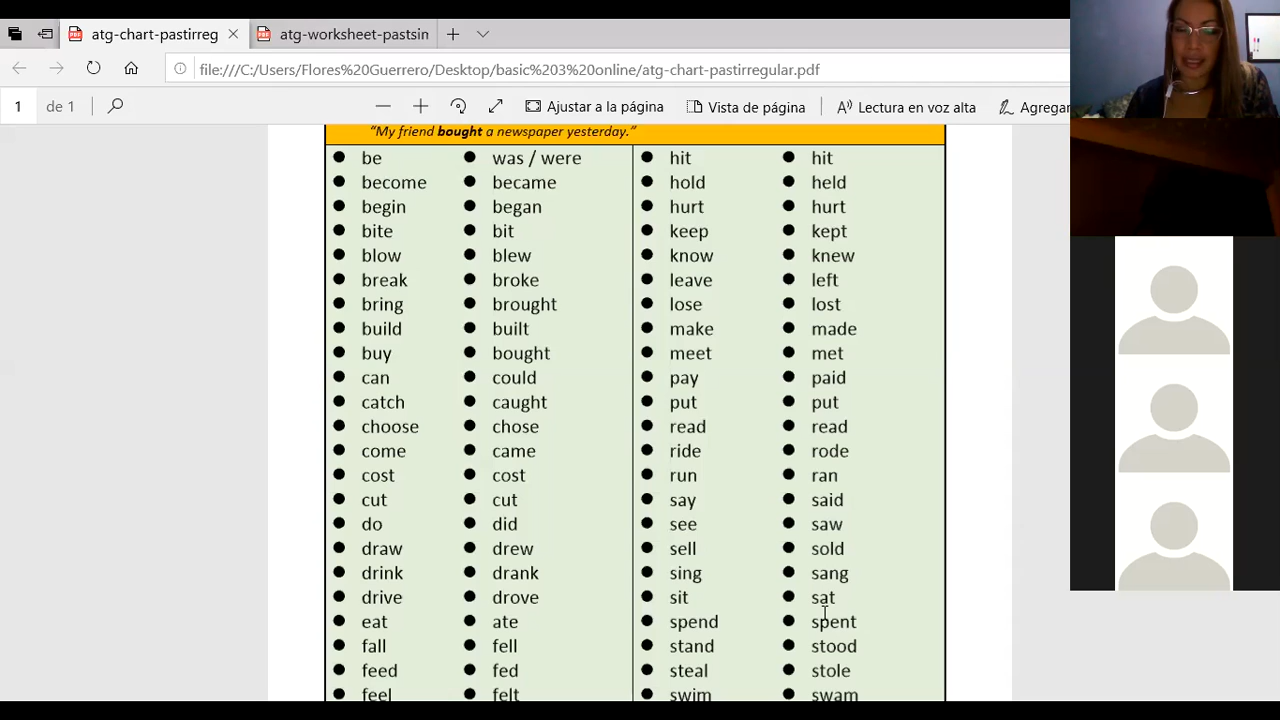 atg-chart-pastirreg
atg-worksheet-pastsin
file:///C:/Users/Flores%20Guerrero/Desktop/basic%203%20online/atg-chart-pastirregular.pdf
1 de 1 Ajustar a la página Vista de página Lectura en voz alta Agregar
"My friend bought a newspaper yesterday."
be was / were hit hit
become became hold held
begin began hurt hurt
bite bit keep kept
blow blew know knew
break broke leave left
bring brought lose lost
build built make made
buy bought meet met
can could pay paid
catch caught put put
choose chose read read
come came ride rode
cost cost run ran
cut cut say said
do did see saw
draw drew sell sold
drink drank sing sang
drive drove sit sat
eat ate spend spent
fall fell stand stood
feed fed steal stole
feel felt swim swam